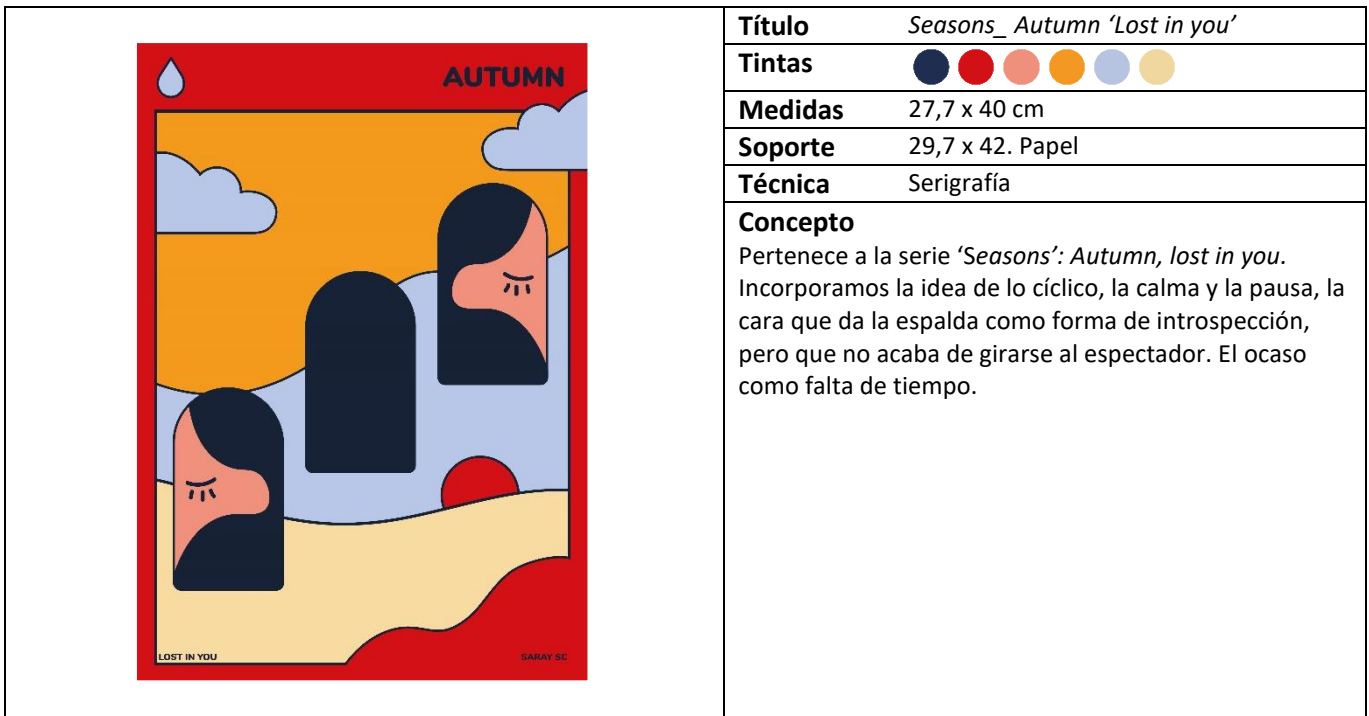 AUTUMN
LOST IN YOU
SARAY SC
Título Seasons_ Autumn ‘Lost in you’
Tintas
Medidas 27,7 x 40 cm
Soporte 29,7 x 42. Papel
Técnica Serigrafía
Concepto
Pertenece a la serie ‘Seasons’: Autumn, lost in you.
Incorporamos la idea de lo cíclico, la calma y la pausa, la
cara que da la espalda como forma de introspección,
pero que no acaba de girarse al espectador. El ocaso
como falta de tiempo.